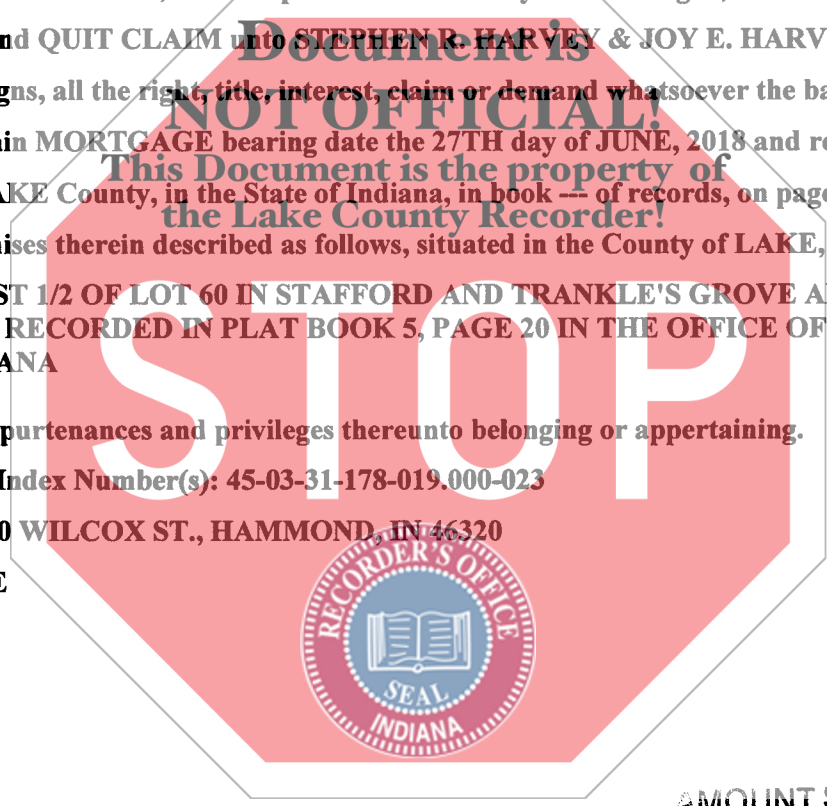 Document is
nd QUIT CLAIM unto STEPHEN R. HARVEY & JOY E. HARV
gns, all the right, title, interest, claim or demand whatsoever the ba
NOT OFFICIAL!
in MORTGAGE bearing date the 27TH day of JUNE, 2018 and re
This Document is the property of
AKE County, in the State of Indiana, in book --- of records, on page
the Lake County Recorder!
ises therein described as follows, situated in the County of LAKE,
ST 1/2 OF LOT 60 IN STAFFORD AND TRANKLE'S GROVE A
RECORDED IN PLAT BOOK 5, PAGE 20 IN THE OFFICE OF
ANA
STOP
purtenances and privileges thereunto belonging or appertaining.
Index Number(s): 45-03-31-178-019.000-023
0 WILCOX ST., HAMMOND, IN 46320
E
RECORDER'S OFFICE
SEAL
INDIANA
AMOUNT